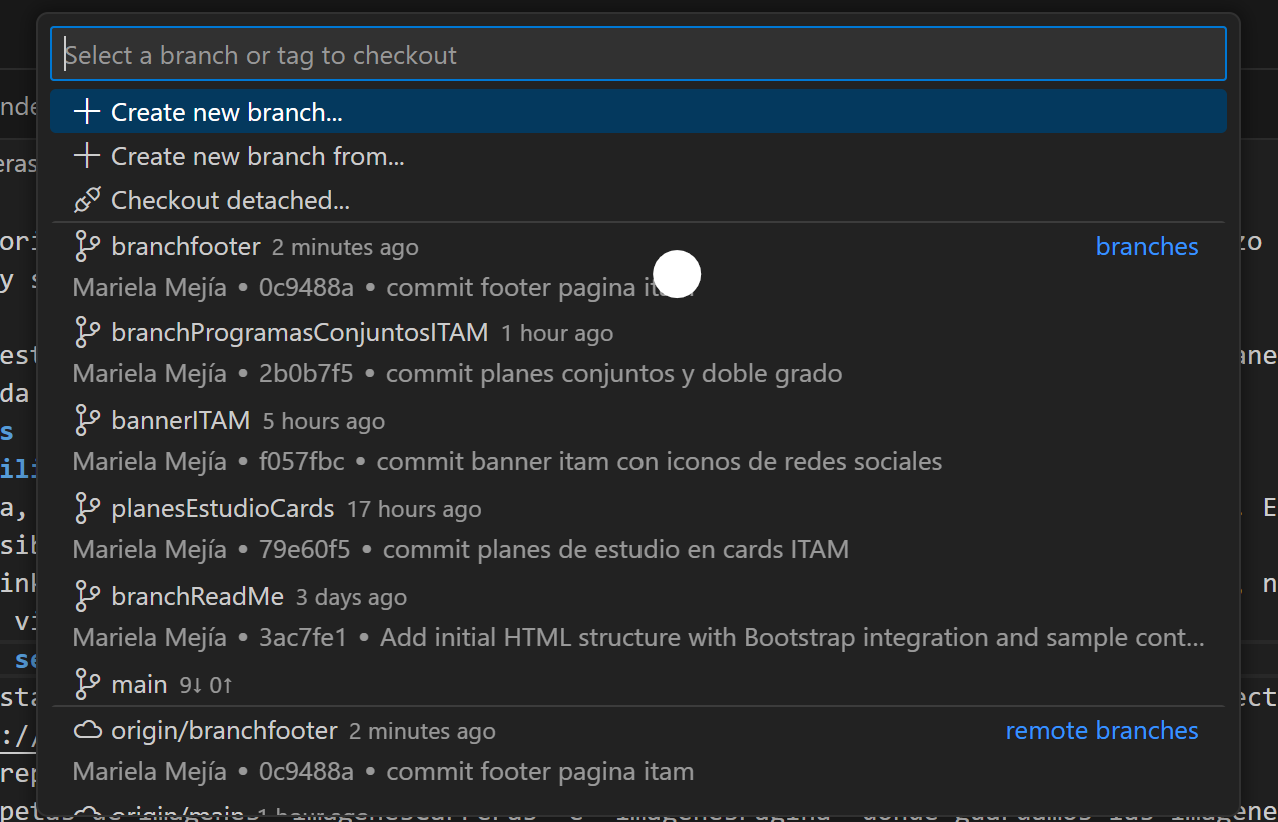 Select a branch or tag to checkout
Create new branch...
Create new branch from...
Checkout detached...
branchfooter 2 minutes ago branches
Mariela Mejía • 0c9488a • commit footer pagina
branchProgramasConjuntosITAM 1 hour ago
Mariela Mejía • 2b0b7f5 • commit planes conjuntos y doble grado
bannerITAM 5 hours ago
Mariela Mejía • f057fbc • commit banner itam con iconos de redes sociales
planesEstudioCards 17 hours ago
Mariela Mejía • 79e60f5 • commit planes de estudio en cards ITAM
branchReadMe 3 days ago
Mariela Mejía • 3ac7fe1 • Add initial HTML structure with Bootstrap integration and sample cont...
main 9↓ 0↑
origin/branchfooter 2 minutes ago remote branches
Mariela Mejía • 0c9488a • commit footer pagina itam
origin/main 1 hour ago